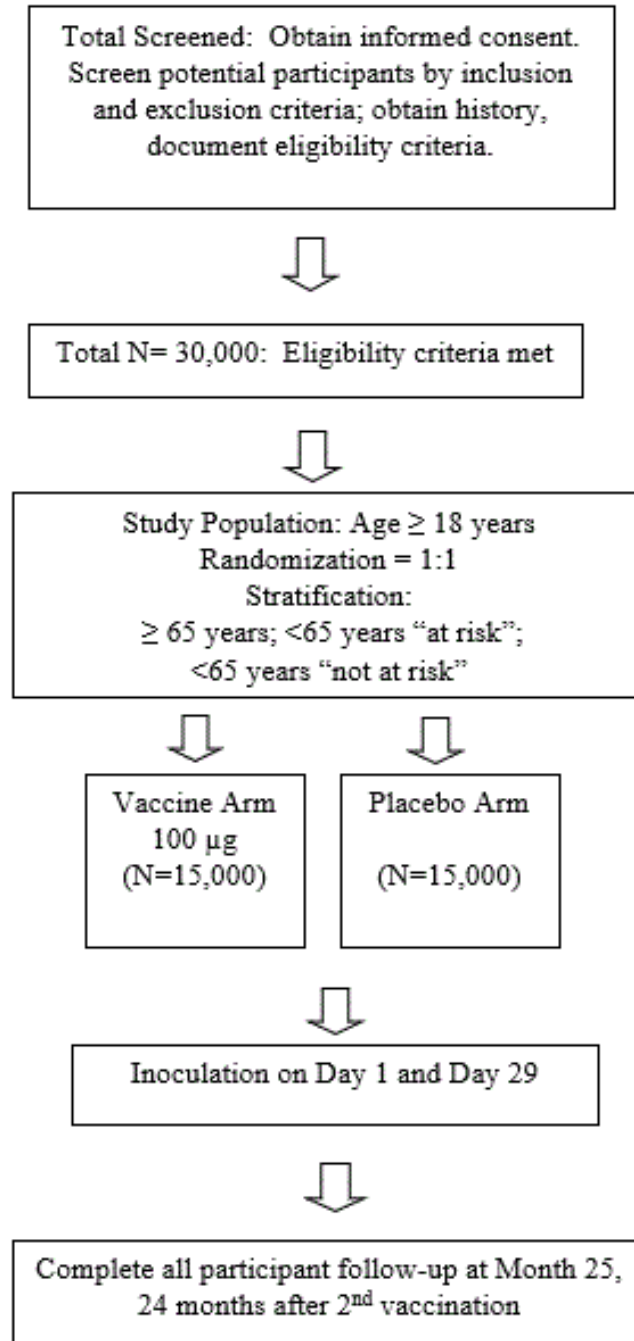 Total Screened:  Obtain informed consent.
Screen potential participants by inclusion
and exclusion criteria; obtain history,
document eligibility criteria.
Total N= 30,000:  Eligibility criteria met
Study Population: Age ≥ 18 years
Randomization = 1:1
Stratification:
≥ 65 years; <65 years “at risk”;
<65 years “not at risk”
Vaccine Arm
100 µg
(N=15,000)
Placebo Arm
(N=15,000)
Inoculation on Day 1 and Day 29
Complete all participant follow-up at Month 25,
24 months after 2nd vaccination